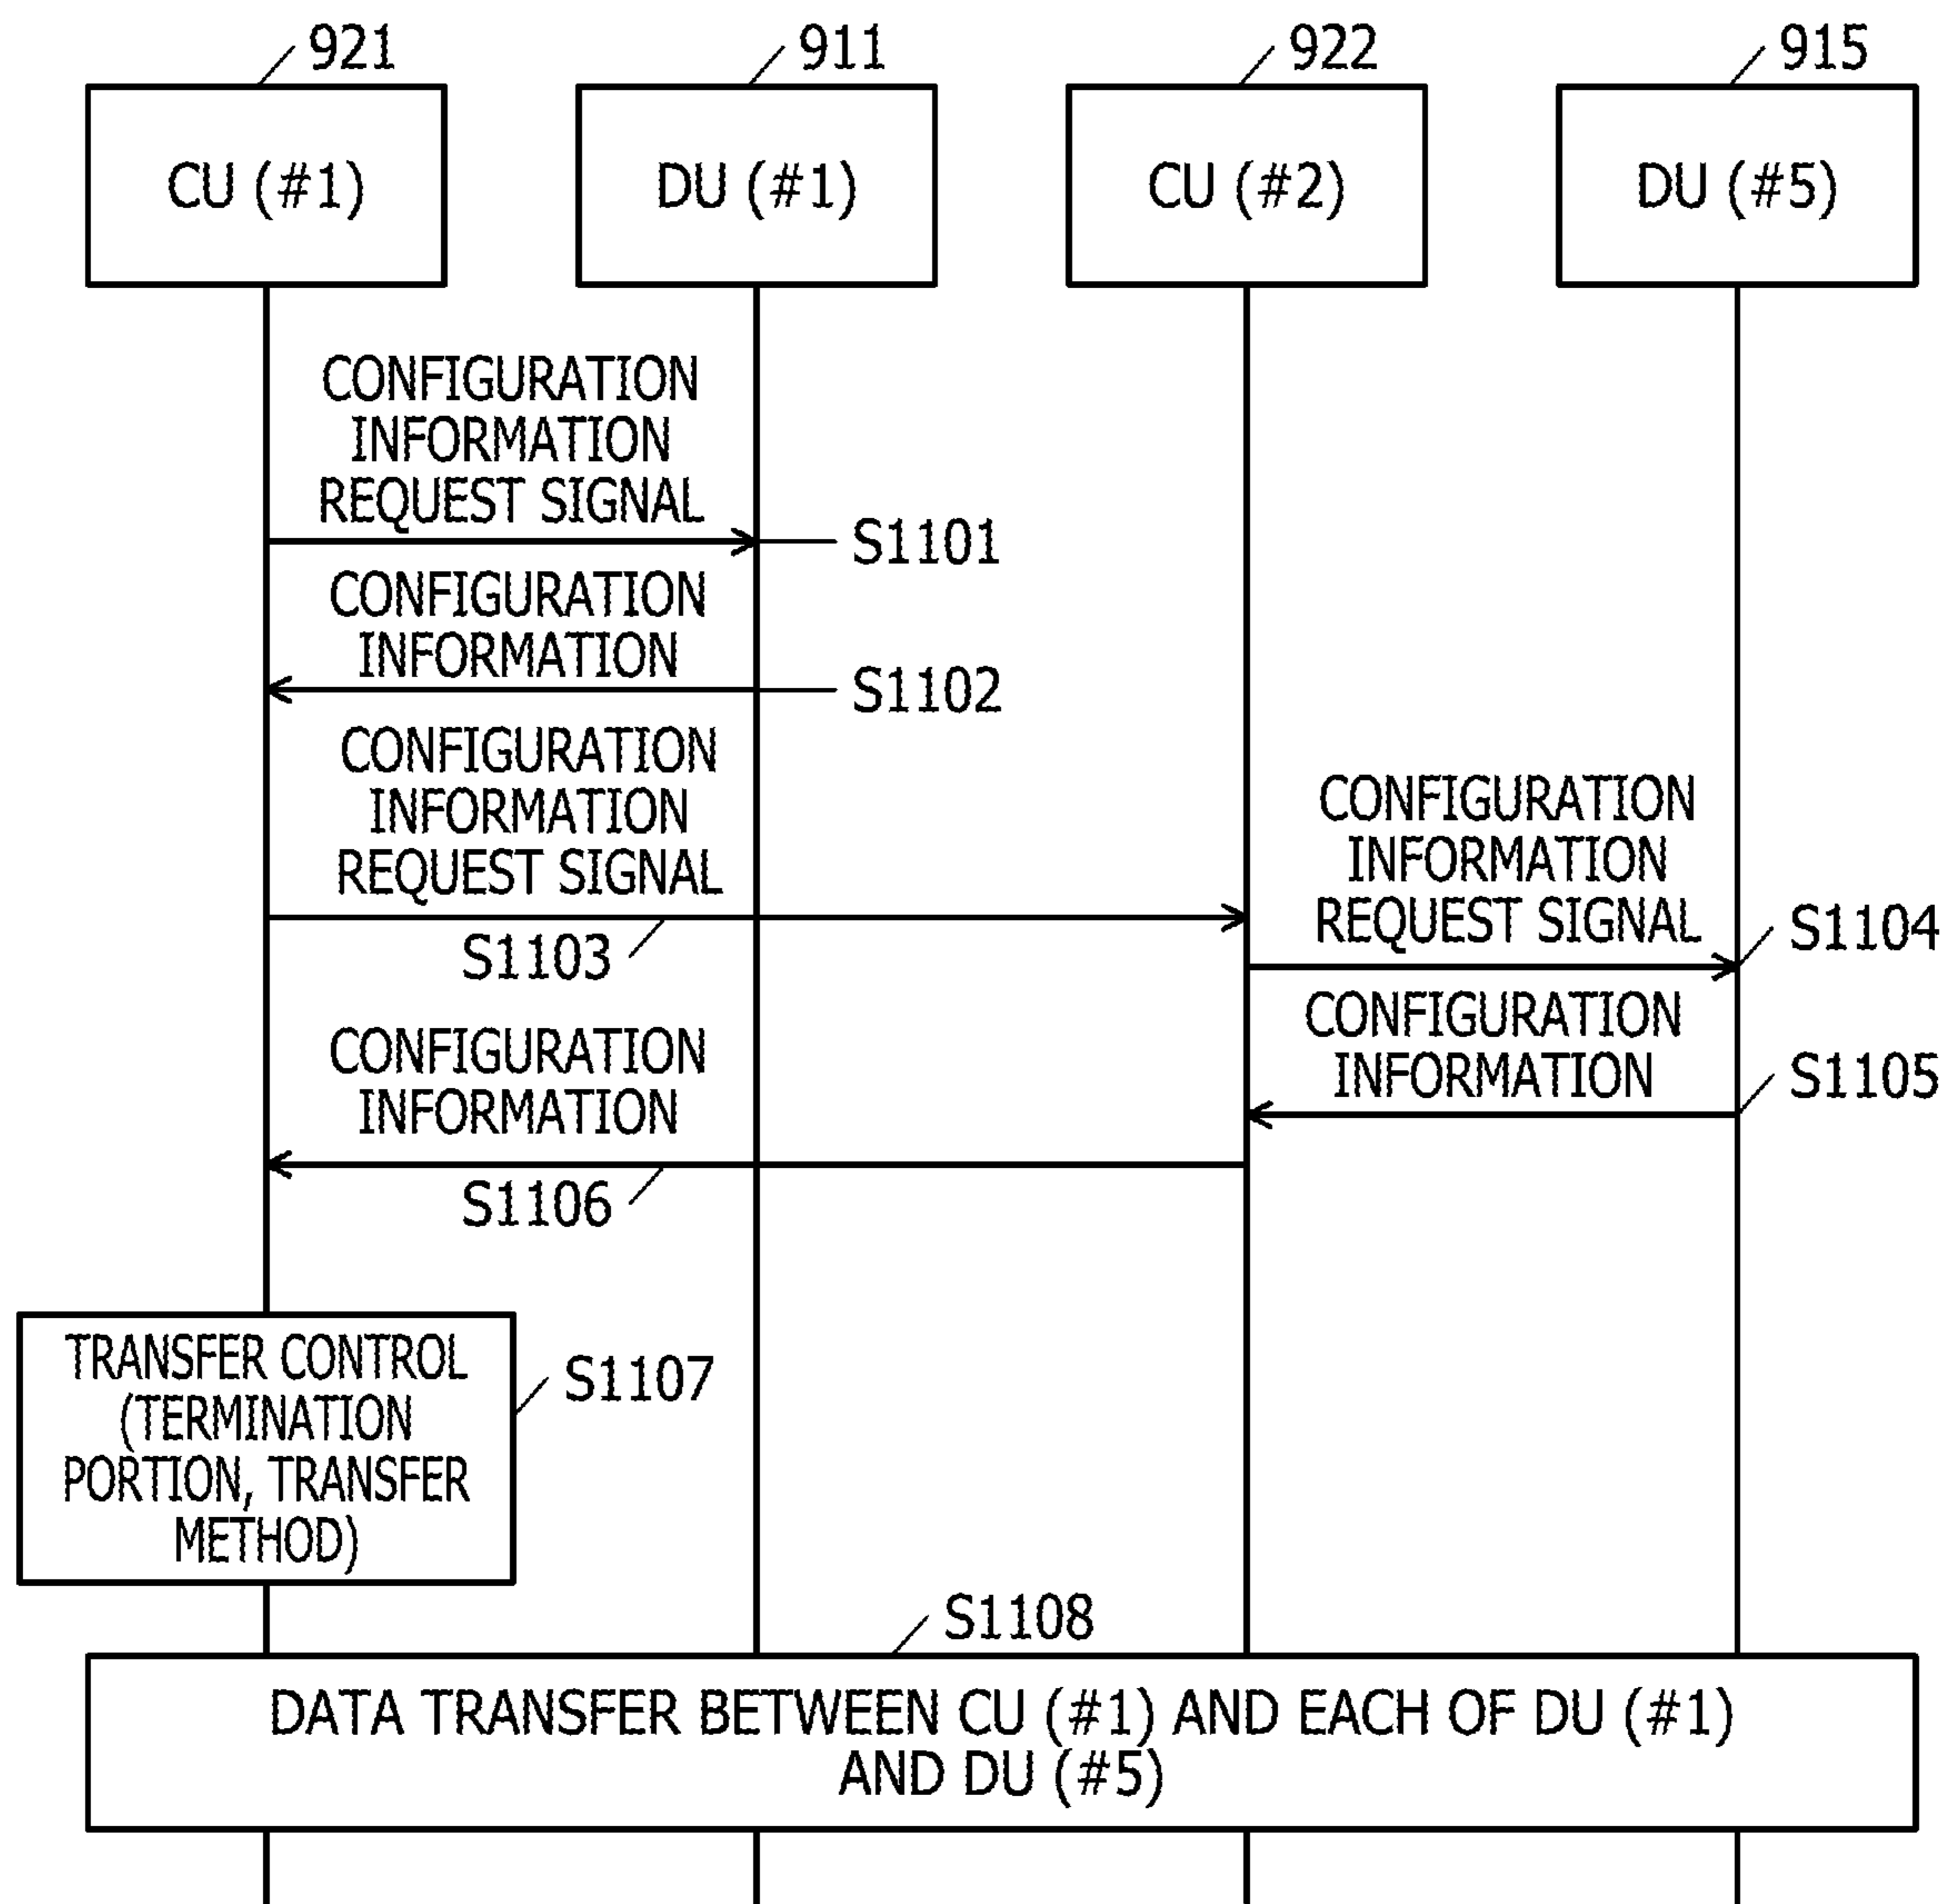 921
911
922
915
CU (#1)
DU (#1)
CU (#2)
DU (#5)
CONFIGURATION
INFORMATION
REQUEST SIGNAL
S1101
CONFIGURATION
INFORMATION
S1102
CONFIGURATION
INFORMATION
REQUEST SIGNAL
S1103
CONFIGURATION
INFORMATION
REQUEST SIGNAL
S1104
CONFIGURATION
INFORMATION
S1105
CONFIGURATION
INFORMATION
S1106
TRANSFER CONTROL
(TERMINATION
PORTION, TRANSFER
METHOD)
S1107
S1108
DATA TRANSFER BETWEEN CU (#1) AND EACH OF DU (#1)
AND DU (#5)